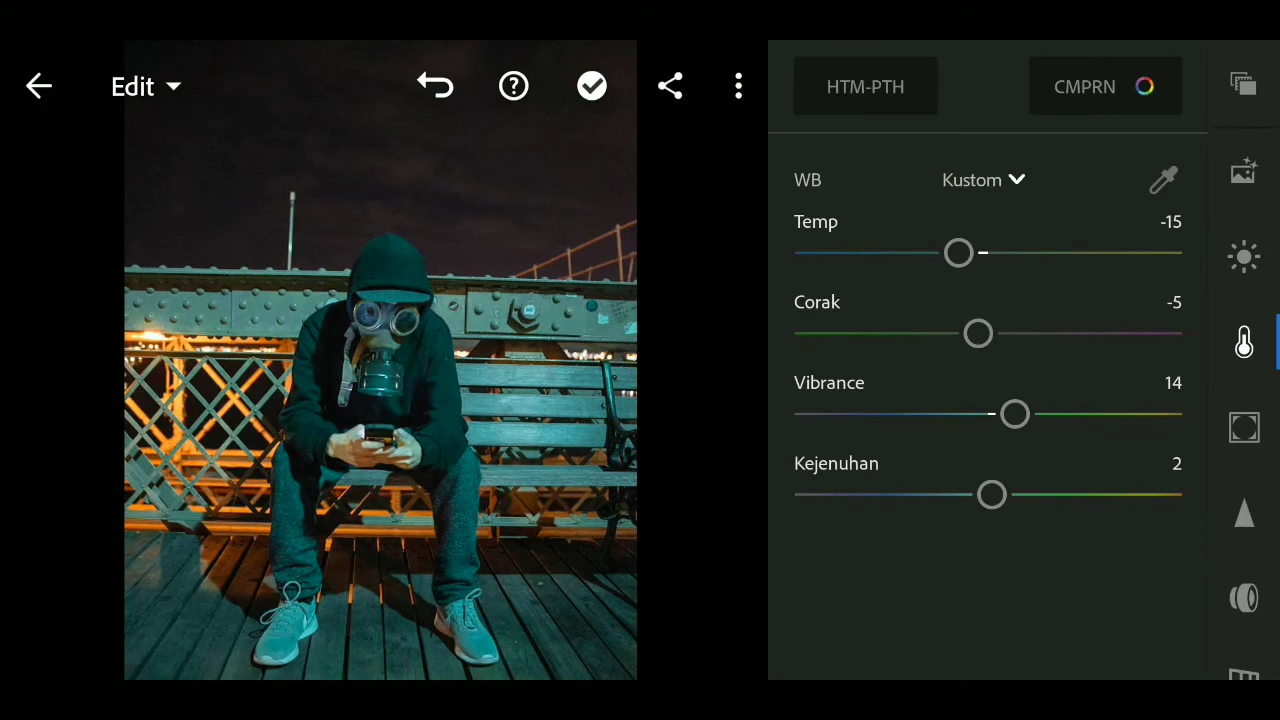 Edit
HTM-PTH CMPRN
WB Kustom
Temp -15
Corak -5
Vibrance 14
Kejenuhan 2